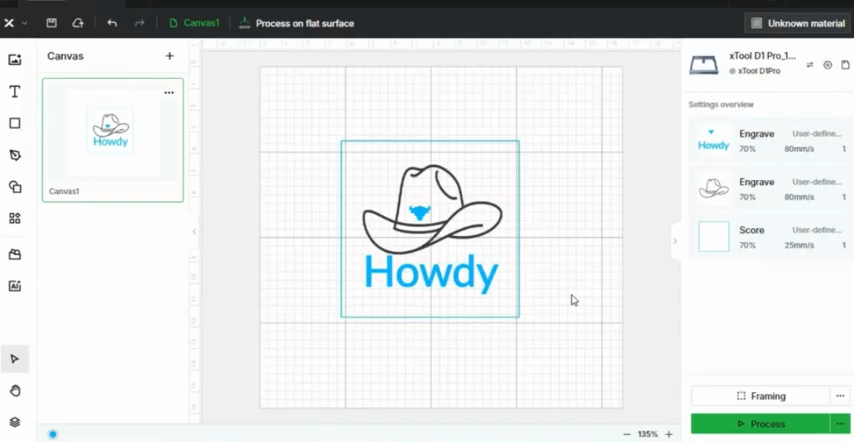 Canvas1
Process on flat surface
Unknown material
Canvas
Canvas1
Howdy
Howdy
xTool D1 Pro_1...
xTool D1Pro
Settings overview
Howdy
Engrave User-define...
70% 80mm/s 1
Engrave User-define...
70% 80mm/s 1
Score User-define...
70% 25mm/s 1
Framing
Process
135%